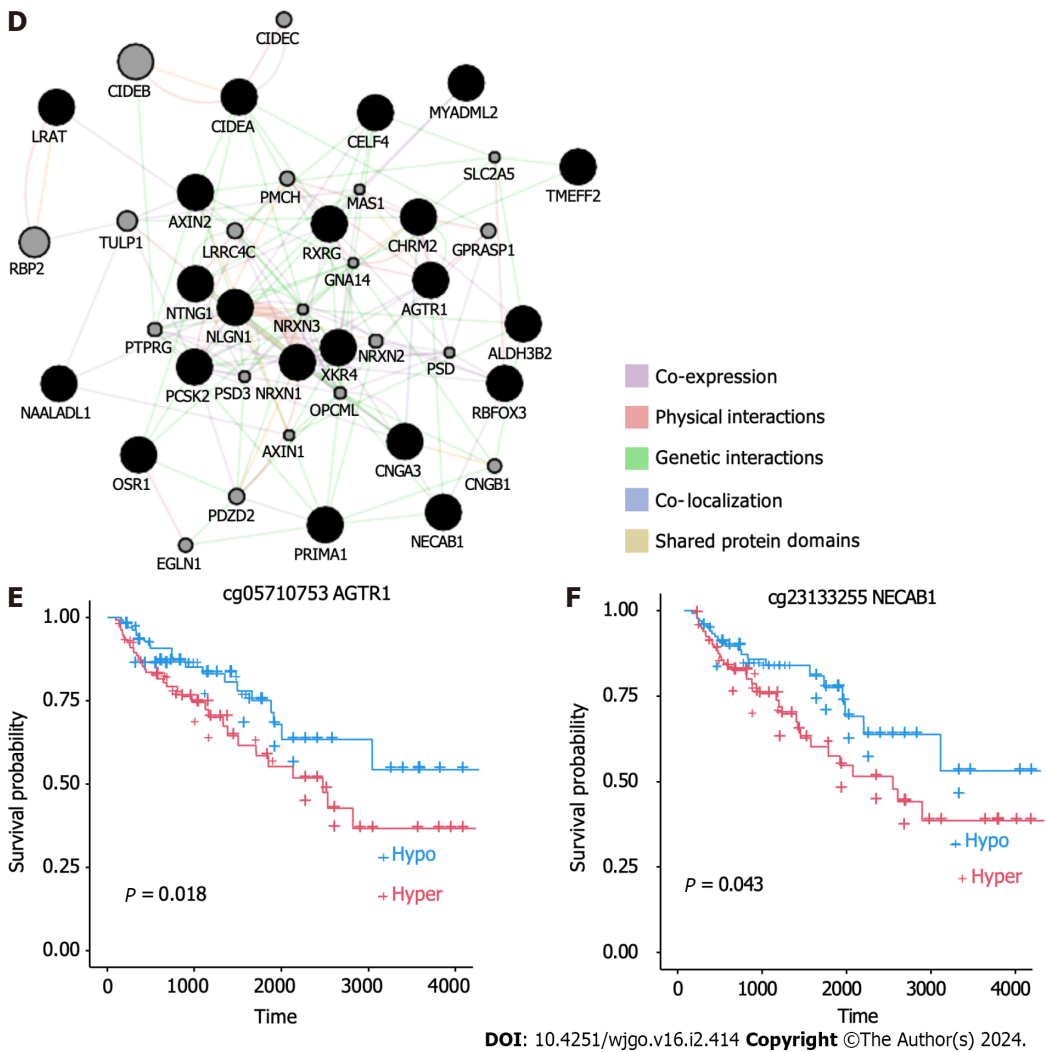 D
CIDEC
CIDEB
CIDEA
MYADML2
LRAT
CELF4
SLC2A5
TMEFF2
PMCH
MAS1
AXIN2
TULP1
LRRC4C
RXRG
CHRM2
GPRASP1
RBP2
GNA14
NTNG1
AGTR1
NLGN1
NRXN3
PTPRG
NRXN2
ALDH3B2
PSD
XKR4
NAALADL1
PCSK2
PSD3
NRXN1
OPCML
RBFOX3
AXIN1
CNGA3
OSR1
CNGB1
PDZD2
NECAB1
PRIMA1
EGLN1
Co-expression
Physical interactions
Genetic interactions
Co-localization
Shared protein domains
E
cg05710753 AGTR1
Survival probability
1.00
0.75
0.50
0.25
0.00
Hypo
Hyper
P = 0.018
0 1000 2000 3000 4000
Time
F
cg23133255 NECAB1
Survival probability
1.00
0.75
0.50
0.25
0.00
Hypo
Hyper
P = 0.043
0 1000 2000 3000 4000
Time
DOI: 10.4251/wjgo.v16.i2.414 Copyright ©The Author(s) 2024.